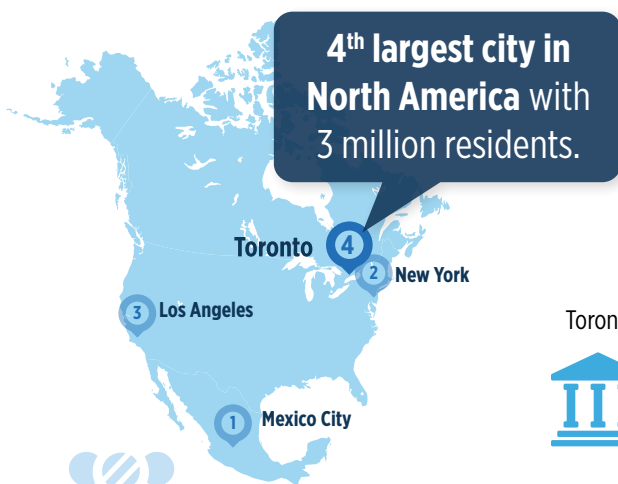 4th largest city in
North America with
3 million residents.
Toronto 4
2 New York
3 Los Angeles
Toron
1 Mexico City